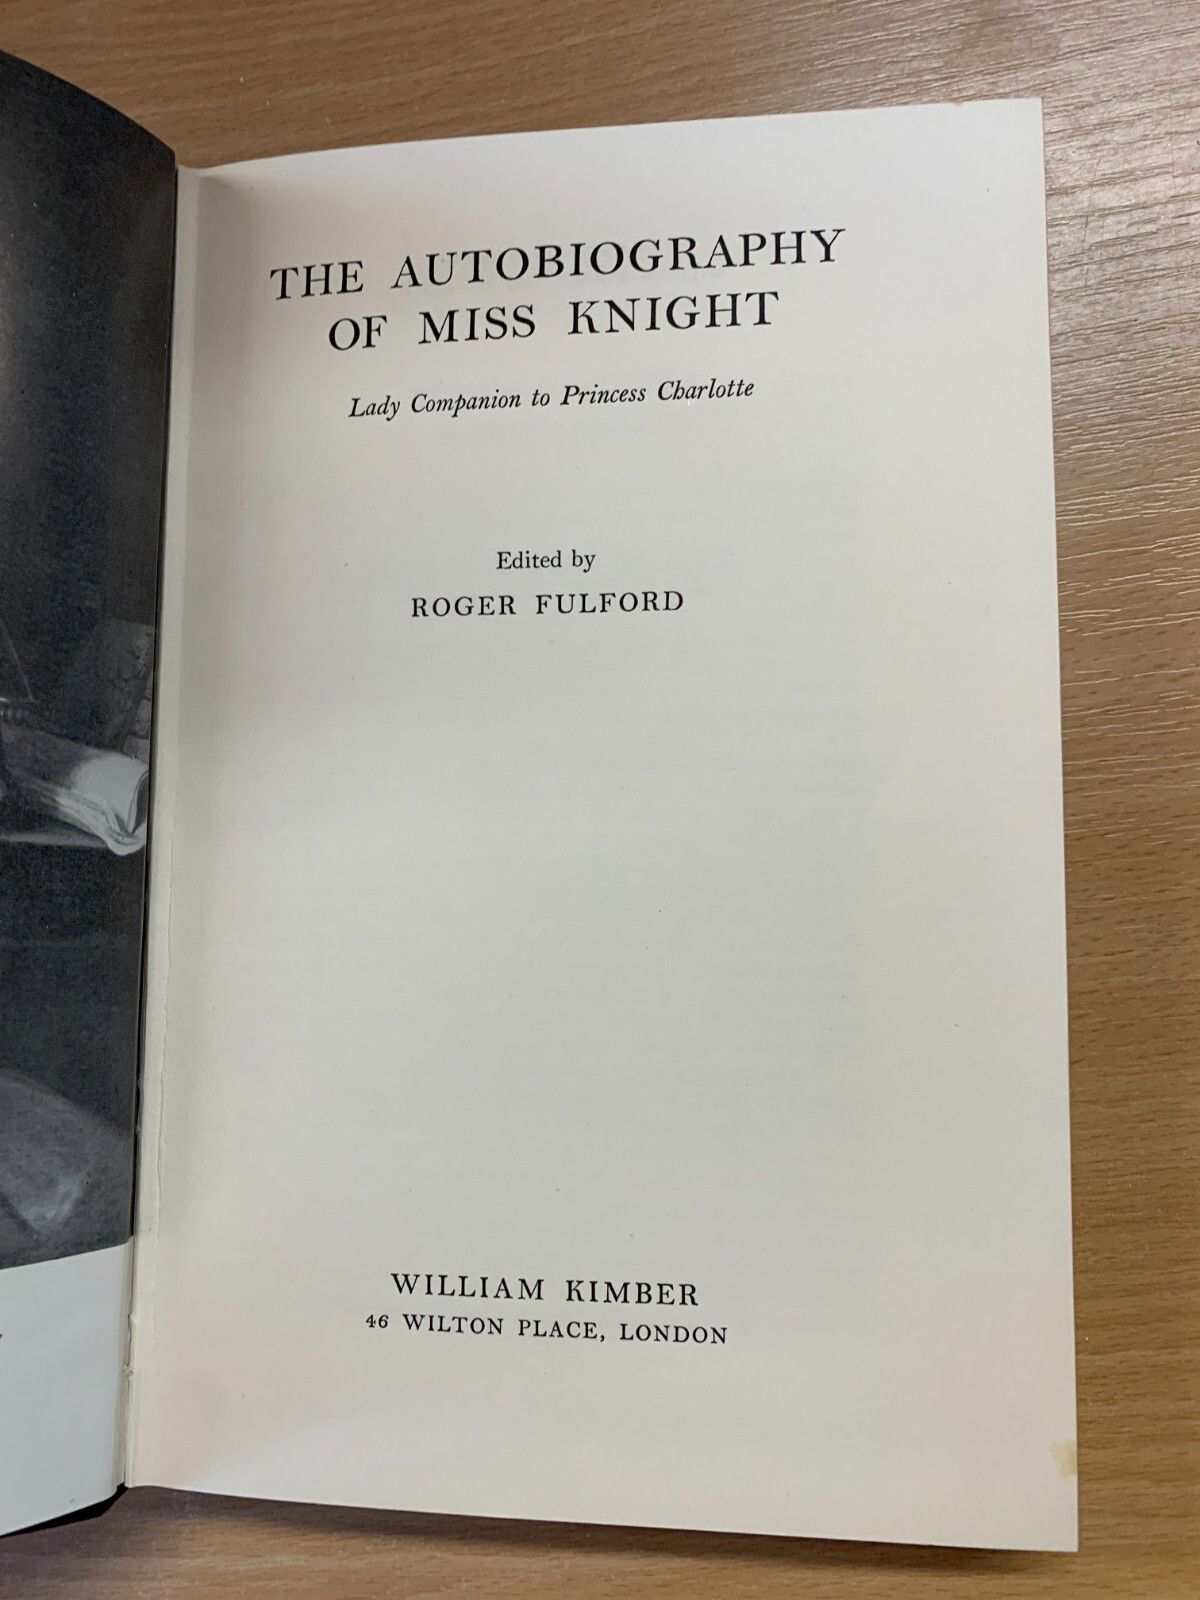 THE AUTOBIOGRAPHY
OF MISS KNIGHT
Lady Companion to Princess Charlotte
Edited by
ROGER FULFORD
WILLIAM KIMBER
46 WILTON PLACE, LONDON